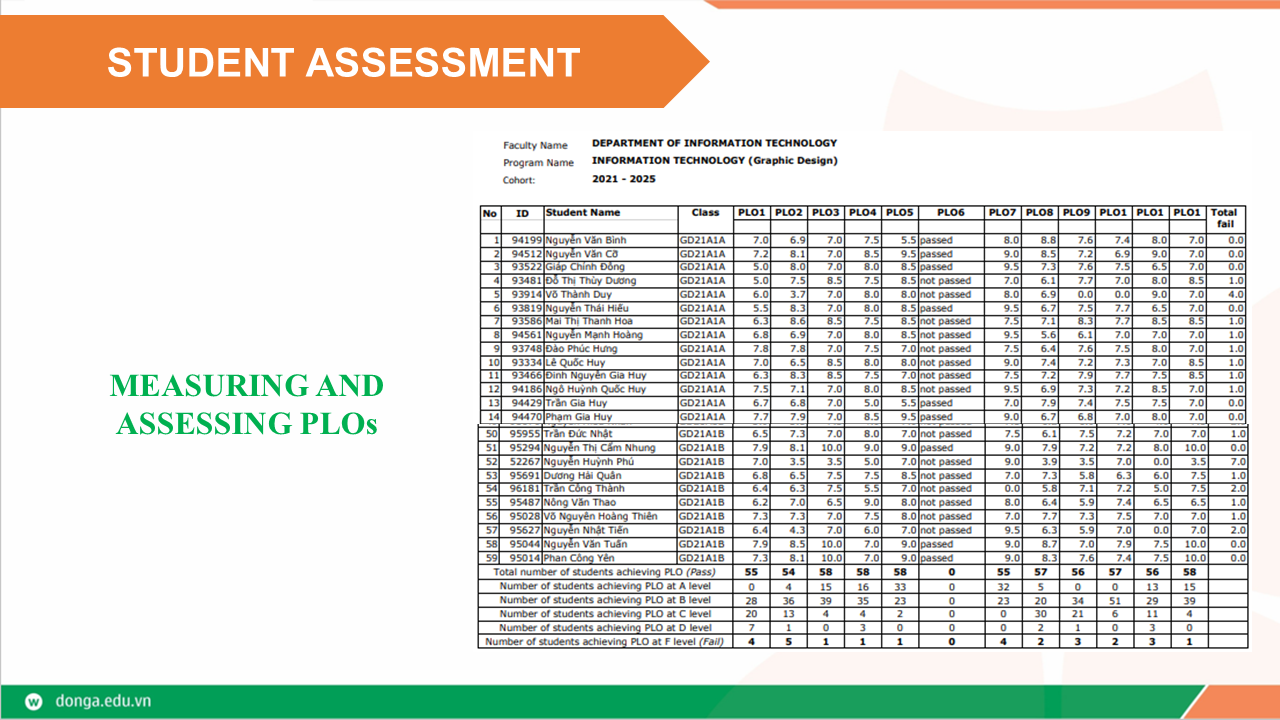 STUDENT ASSESSMENT
MEASURING AND
ASSESSING PLOs
Faculty Name DEPARTMENT OF INFORMATION TECHNOLOGY
Program Name INFORMATION TECHNOLOGY (Graphic Design)
Cohort: 2021 - 2025
No ID Student Name Class PLO1 PLO2 PLO3 PLO4 PLO5 PLO6 PLO7 PLO8 PLO9 PLO1 PLO1 PLO1 Total
fail
1 94199 Nguyễn Văn Bình GD21A1A 7.0 6.9 7.0 7.5 5.5 passed 8.0 8.8 7.6 7.4 8.0 7.0 0.0
2 94512 Nguyễn Văn Cỡ GD21A1A 7.2 8.1 7.0 8.5 9.5 passed 9.0 8.5 7.2 6.9 9.0 7.0 0.0
3 93522 Giáp Chính Đông GD21A1A 5.0 8.0 7.0 8.0 8.5 passed 9.5 7.3 7.6 7.5 6.5 7.0 0.0
4 93481 Đỗ Thị Thùy Dương GD21A1A 5.0 7.5 8.5 7.5 8.5 not passed 7.0 6.1 7.7 7.0 8.0 8.5 1.0
5 93914 Võ Thành Duy GD21A1A 6.0 3.7 7.0 8.0 8.0 not passed 8.0 6.9 0.0 0.0 9.0 7.0 4.0
6 93819 Nguyễn Thái Hiếu GD21A1A 5.5 8.3 7.0 8.0 8.5 passed 9.5 6.7 7.5 7.7 6.5 7.0 0.0
7 93586 Mai Thị Thanh Hoa GD21A1A 6.3 8.6 8.5 7.5 8.5 not passed 7.5 7.1 8.3 7.7 8.5 8.5 1.0
8 94561 Nguyễn Mạnh Hoàng GD21A1A 6.8 6.9 7.0 8.0 8.5 not passed 9.5 5.6 6.1 7.0 7.0 7.0 1.0
9 93748 Đào Phúc Hưng GD21A1A 7.8 7.8 7.0 7.5 7.0 not passed 7.5 6.4 7.6 7.5 8.0 7.0 1.0
10 93334 Lê Quốc Huy GD21A1A 7.0 6.5 8.5 8.0 8.0 not passed 9.0 7.4 7.2 7.3 7.0 8.5 1.0
11 93466 Đinh Nguyên Gia Huy GD21A1A 6.3 8.3 8.5 7.5 7.0 not passed 7.5 7.2 7.9 7.7 7.5 8.5 1.0
12 94186 Ngô Huỳnh Quốc Huy GD21A1A 7.5 7.1 7.0 8.0 8.5 not passed 9.5 6.9 7.3 7.2 8.5 7.0 1.0
13 94429 Trần Gia Huy GD21A1A 6.7 6.8 7.0 5.0 5.5 passed 7.0 7.9 7.4 7.5 7.5 7.0 0.0
14 94470 Phạm Gia Huy GD21A1A 7.7 7.9 7.0 8.5 9.5 passed 9.0 6.7 6.8 7.0 8.0 7.0 0.0
50 95955 Trần Đức Nhật GD21A1B 6.5 7.3 7.0 8.0 7.0 not passed 7.5 6.1 7.5 7.2 7.0 7.0 1.0
51 95294 Nguyễn Thị Cẩm Nhung GD21A1B 7.9 8.1 10.0 9.0 9.0 passed 9.0 7.9 7.2 7.2 8.0 10.0 0.0
52 52267 Nguyễn Huỳnh Phú GD21A1B 7.0 3.5 3.5 5.0 7.0 not passed 9.0 3.9 3.5 7.0 0.0 3.5 7.0
53 95691 Dương Hải Quân GD21A1B 6.8 6.5 7.5 7.5 8.5 not passed 7.0 7.3 5.8 6.3 6.0 7.5 1.0
54 96181 Trần Công Thành GD21A1B 6.4 6.3 7.5 5.5 7.0 not passed 0.0 5.8 7.1 7.2 5.0 7.5 2.0
55 95487 Nông Văn Thao GD21A1B 6.2 7.0 6.5 9.0 8.0 not passed 8.0 6.4 5.9 7.4 6.5 6.5 1.0
56 95028 Võ Nguyên Hoàng Thiên GD21A1B 7.3 7.3 7.0 7.5 8.0 not passed 7.0 7.7 7.3 7.5 7.0 7.0 1.0
57 95627 Nguyễn Nhật Tiến GD21A1B 6.4 4.3 7.0 6.0 7.0 not passed 9.5 6.3 5.9 7.0 0.0 7.0 2.0
58 95044 Nguyễn Văn Tuấn GD21A1B 7.9 8.5 10.0 7.0 9.0 passed 9.0 8.7 7.0 7.9 7.5 10.0 0.0
59 95014 Phan Công Yên GD21A1B 7.3 8.1 10.0 7.0 9.0 passed 9.0 8.3 7.6 7.4 7.5 10.0 0.0
Total number of students achieving PLO (Pass) 55 54 58 58 58 0 55 57 56 57 56 58
Number of students achieving PLO at A level 0 4 15 16 33 0 32 5 0 0 13 15
Number of students achieving PLO at B level 28 36 39 35 23 0 23 20 34 51 29 39
Number of students achieving PLO at C level 20 13 4 4 2 0 0 30 21 6 11 4
Number of students achieving PLO at D level 7 1 0 3 0 0 0 2 1 0 3 0
Number of students achieving PLO at F level (Fail) 4 5 1 1 1 0 4 2 3 2 3 1
w donga.edu.vn